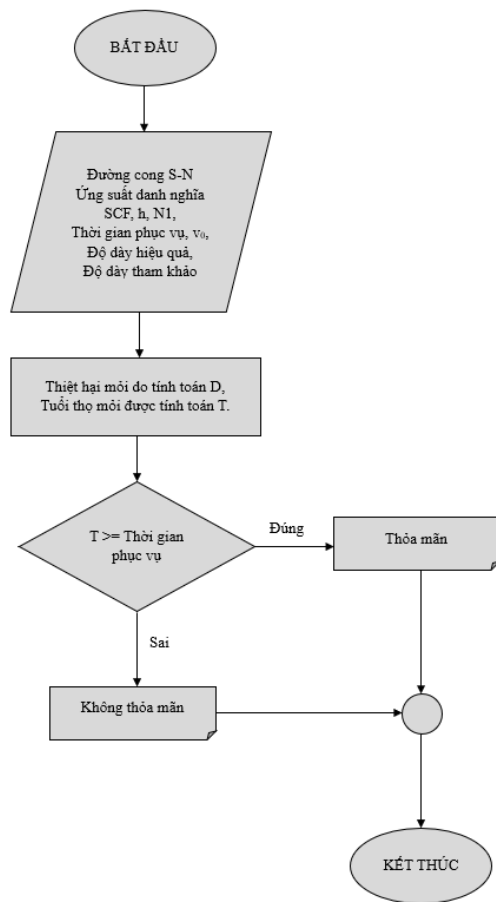 BẮT ĐẦU
Đường cong S-N
Ứng suất danh nghĩa
SCF, h, N1,
Thời gian phục vụ, v₀,
Độ dày hiệu quả,
Độ dày tham khảo
Thiệt hại mỏi do tính toán D,
Tuổi thọ mỏi được tính toán T.
T >= Thời gian
phục vụ
Đúng
Thỏa mãn
Sai
Không thỏa mãn
KẾT THÚC